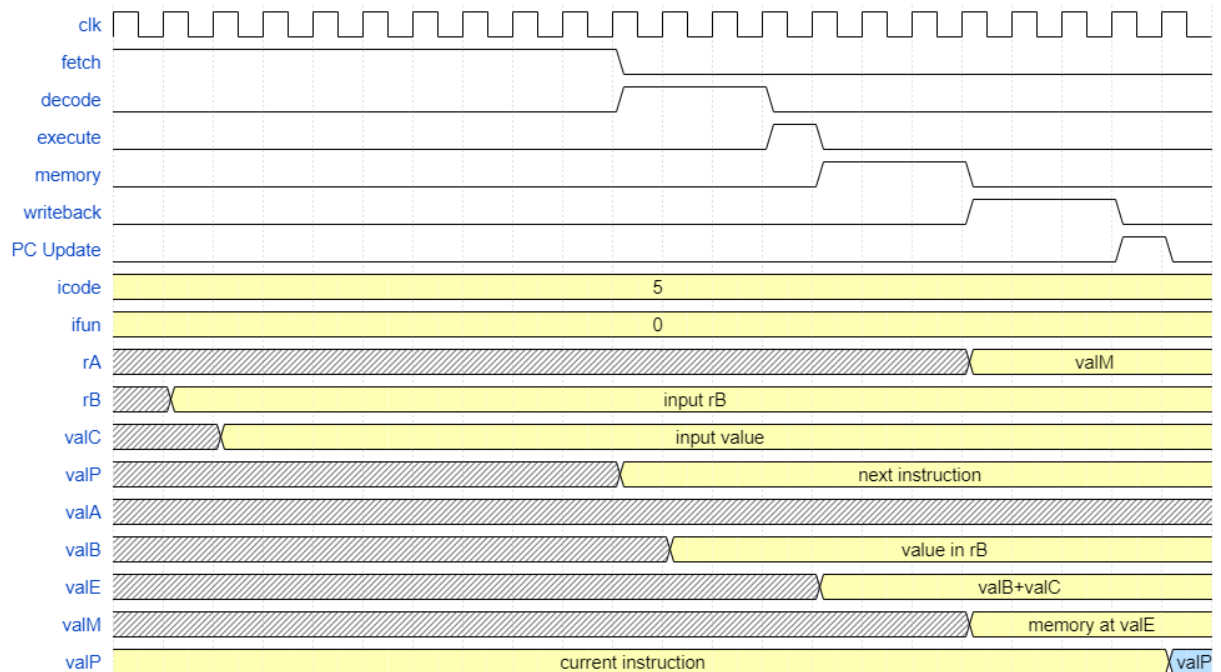 clk
fetch
decode
execute
memory
writeback
PC Update
icode 5
ifun 0
rA valM
rB input rB
valC input value
valP next instruction
valA
valB value in rB
valE valB+valC
valM memory at valE
valP current instruction valP